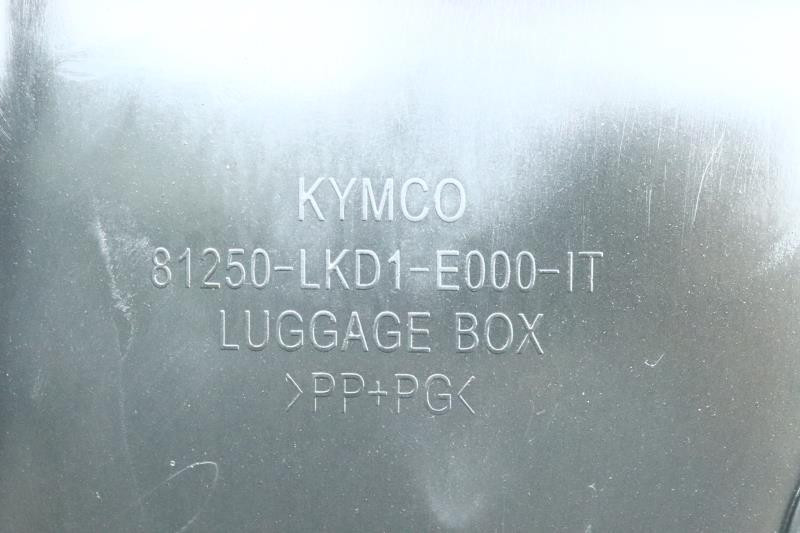 KYMCO
81250-LKD1-E000-IT
LUGGAGE BOX
>PP+PG<